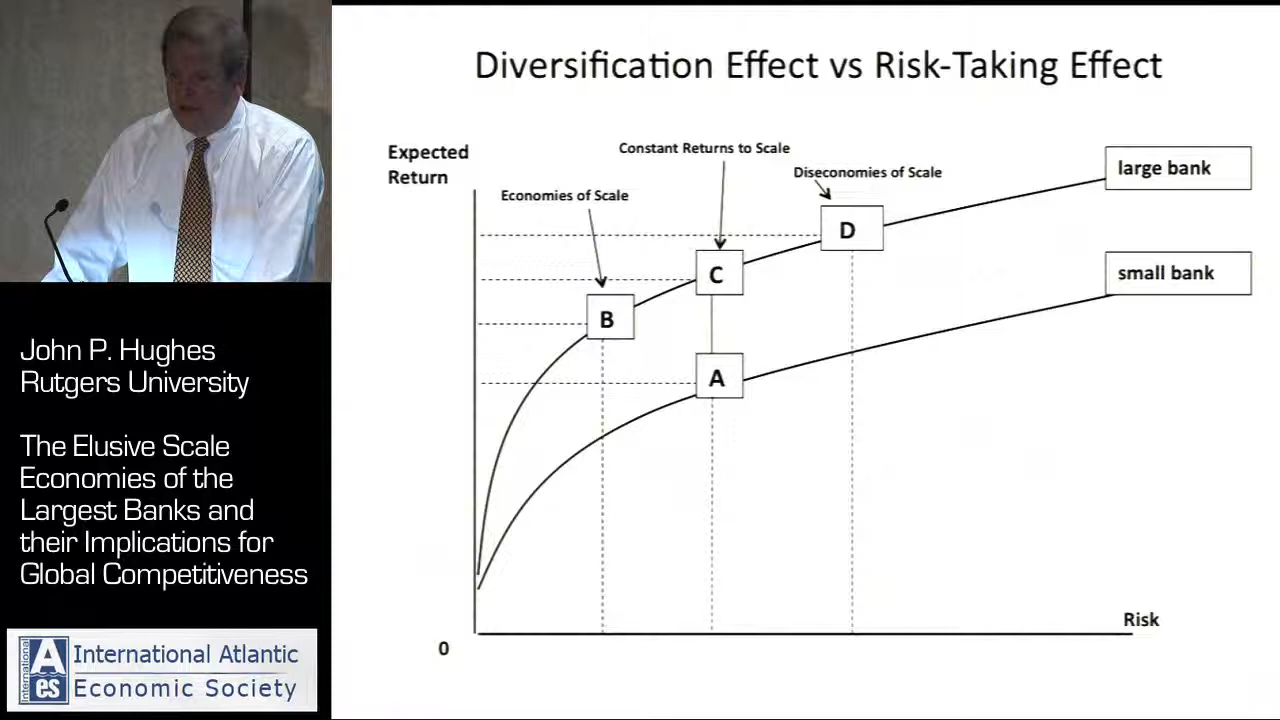 Diversification Effect vs Risk-Taking Effect
Expected
Return
Constant Returns to Scale
Diseconomies of Scale
Economies of Scale
large bank
D
C
small bank
B
A
Risk
0
John P. Hughes
Rutgers University
The Elusive Scale
Economies of the
Largest Banks and
their Implications for
Global Competitiveness
International
A
es
International Atlantic
Economic Society